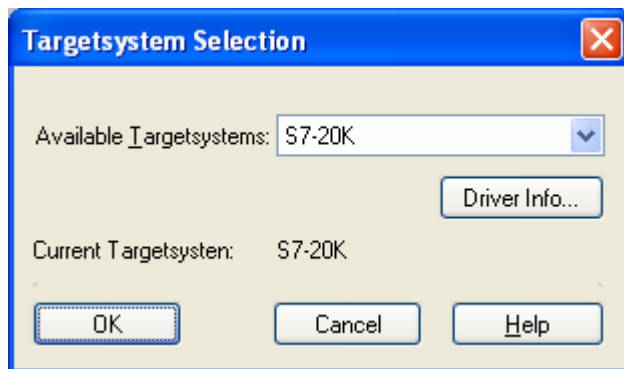 Targetsystem Selection
Available Targetsystems: S7-20K
Driver Info...
Current Targetsysten: S7-20K
OK Cancel Help